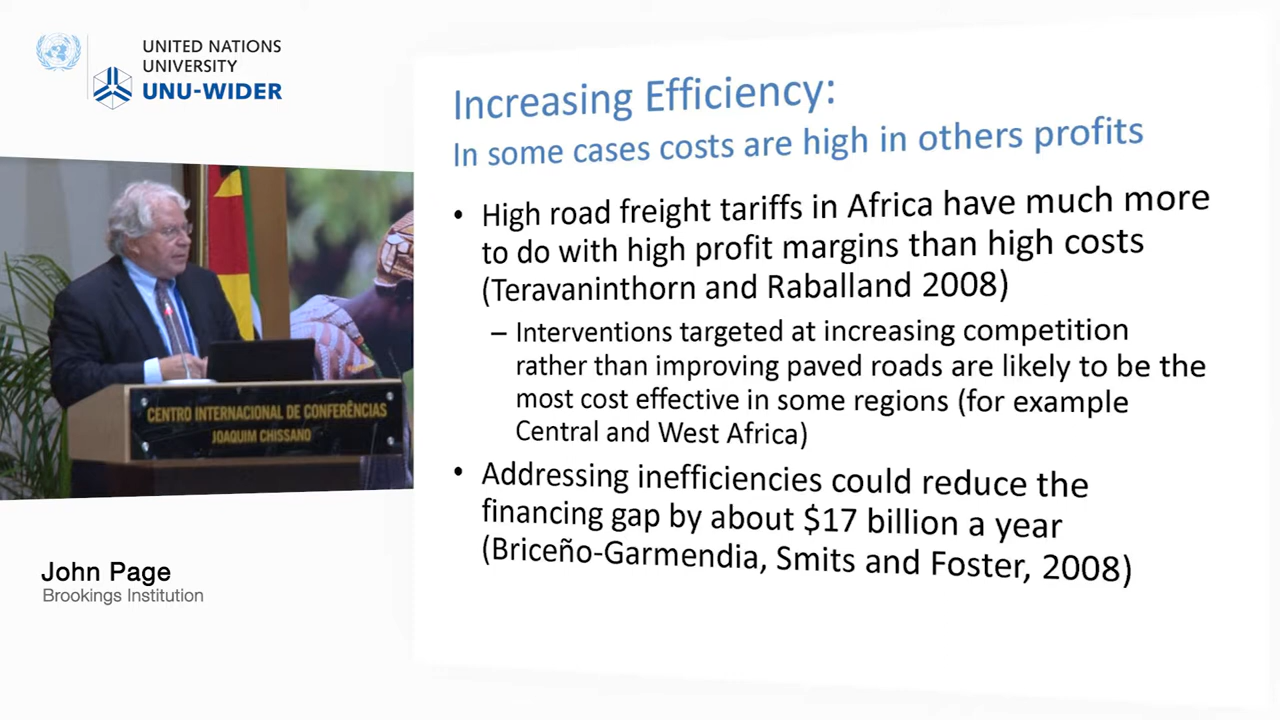 UNITED NATIONS
UNIVERSITY
UNU-WIDER
Increasing Efficiency:
In some cases costs are high in others profits
• High road freight tariffs in Africa have much more
to do with high profit margins than high costs
(Teravaninthorn and Raballand 2008)
– Interventions targeted at increasing competition
rather than improving paved roads are likely to be the
most cost effective in some regions (for example
Central and West Africa)
• Addressing inefficiencies could reduce the
financing gap by about $17 billion a year
(Briceño-Garmendia, Smits and Foster, 2008)
CENTRO INTERNACIONAL DE CONFERÊNCIAS
JOAQUIM CHISSANO
John Page
Brookings Institution